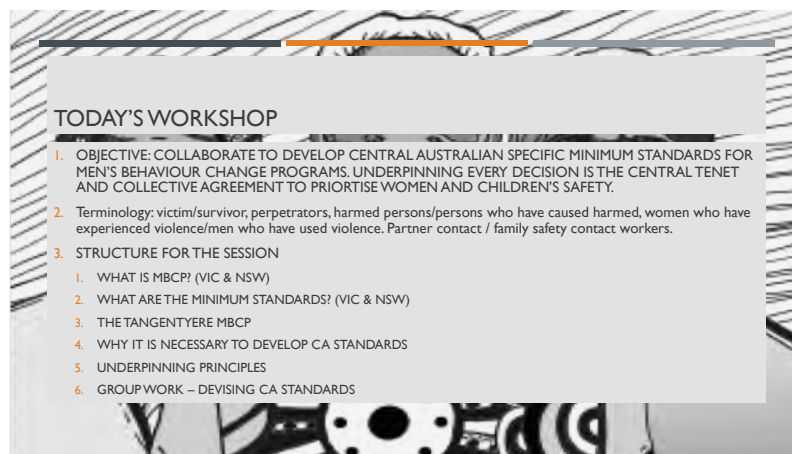 TODAY'S WORKSHOP
1. OBJECTIVE: COLLABORATE TO DEVELOP CENTRAL AUSTRALIAN SPECIFIC MINIMUM STANDARDS FOR
MEN'S BEHAVIOUR CHANGE PROGRAMS. UNDERPINNING EVERY DECISION IS THE CENTRAL TENET
AND COLLECTIVE AGREEMENT TO PRIORTISE WOMEN AND CHILDREN'S SAFETY.
2. Terminology: victim/survivor, perpetrators, harmed persons/persons who have caused harmed, women who have
experienced violence/men who have used violence. Partner contact / family safety contact workers.
3. STRUCTURE FOR THE SESSION
1. WHAT IS MBCP? (VIC & NSW)
2. WHAT ARE THE MINIMUM STANDARDS? (VIC & NSW)
3. THE TANGENTYERE MBCP
4. WHY IT IS NECESSARY TO DEVELOP CA STANDARDS
5. UNDERPINNING PRINCIPLES
6. GROUP WORK – DEVISING CA STANDARDS